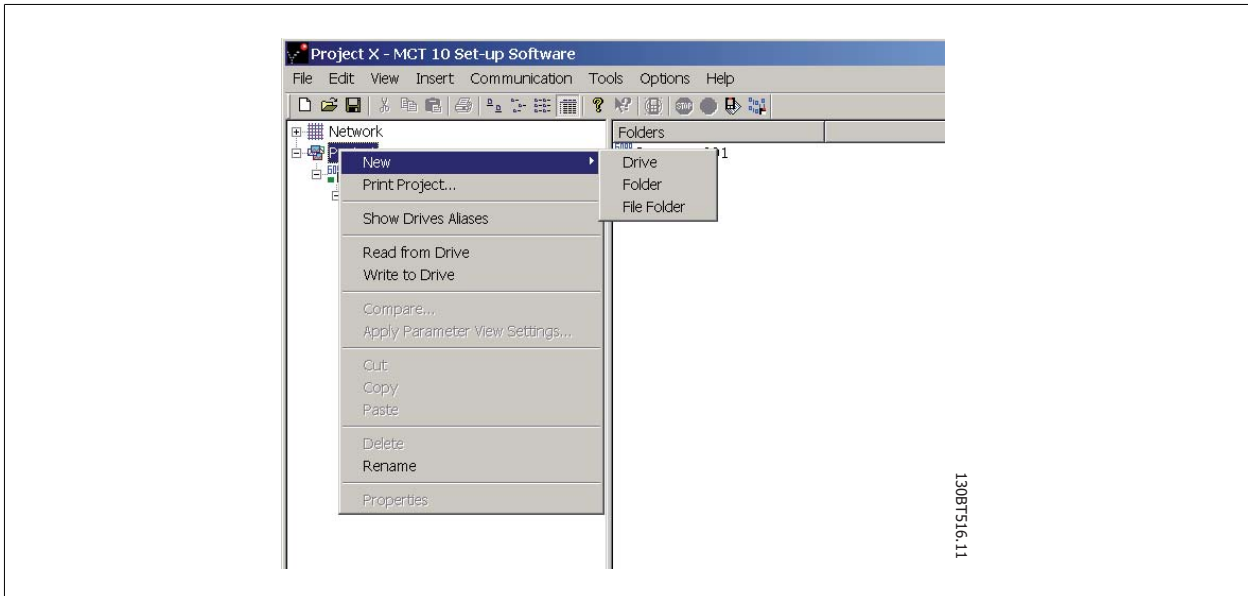 Project X - MCT 10 Set-up Software
File Edit View Insert Communication Tools Options Help
STOP
Network
Folders
New
Drive
Print Project...
Folder
File Folder
Show Drives Aliases
Read from Drive
Write to Drive
Compare...
Apply Parameter View Settings...
Cut
Copy
Paste
Delete
Rename
Properties
130BT516.11